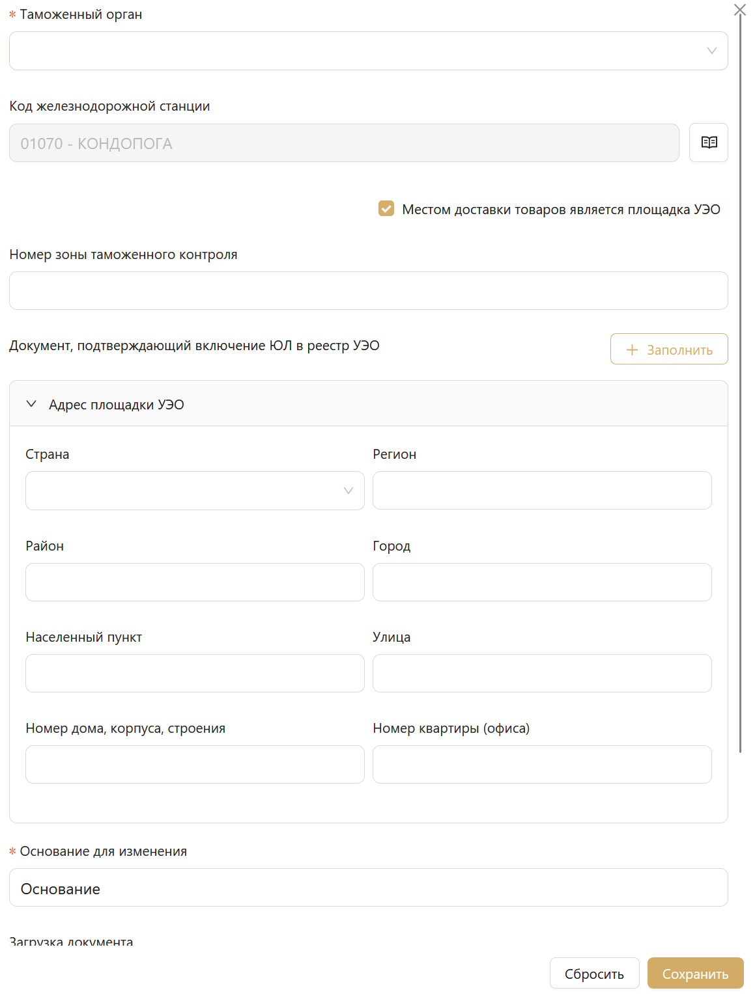 * Таможенный орган
Код железнодорожной станции
01070 - КОНДОПОГА
Местом доставки товаров является площадка УЭО
Номер зоны таможенного контроля
Документ, подтверждающий включение ЮЛ в реестр УЭО
+ Заполнить
Адрес площадки УЭО
Страна
Регион
Район
Город
Населенный пункт
Улица
Номер дома, корпуса, строения
Номер квартиры (офиса)
* Основание для изменения
Основание
Загрузка документа
Сбросить
Сохранить